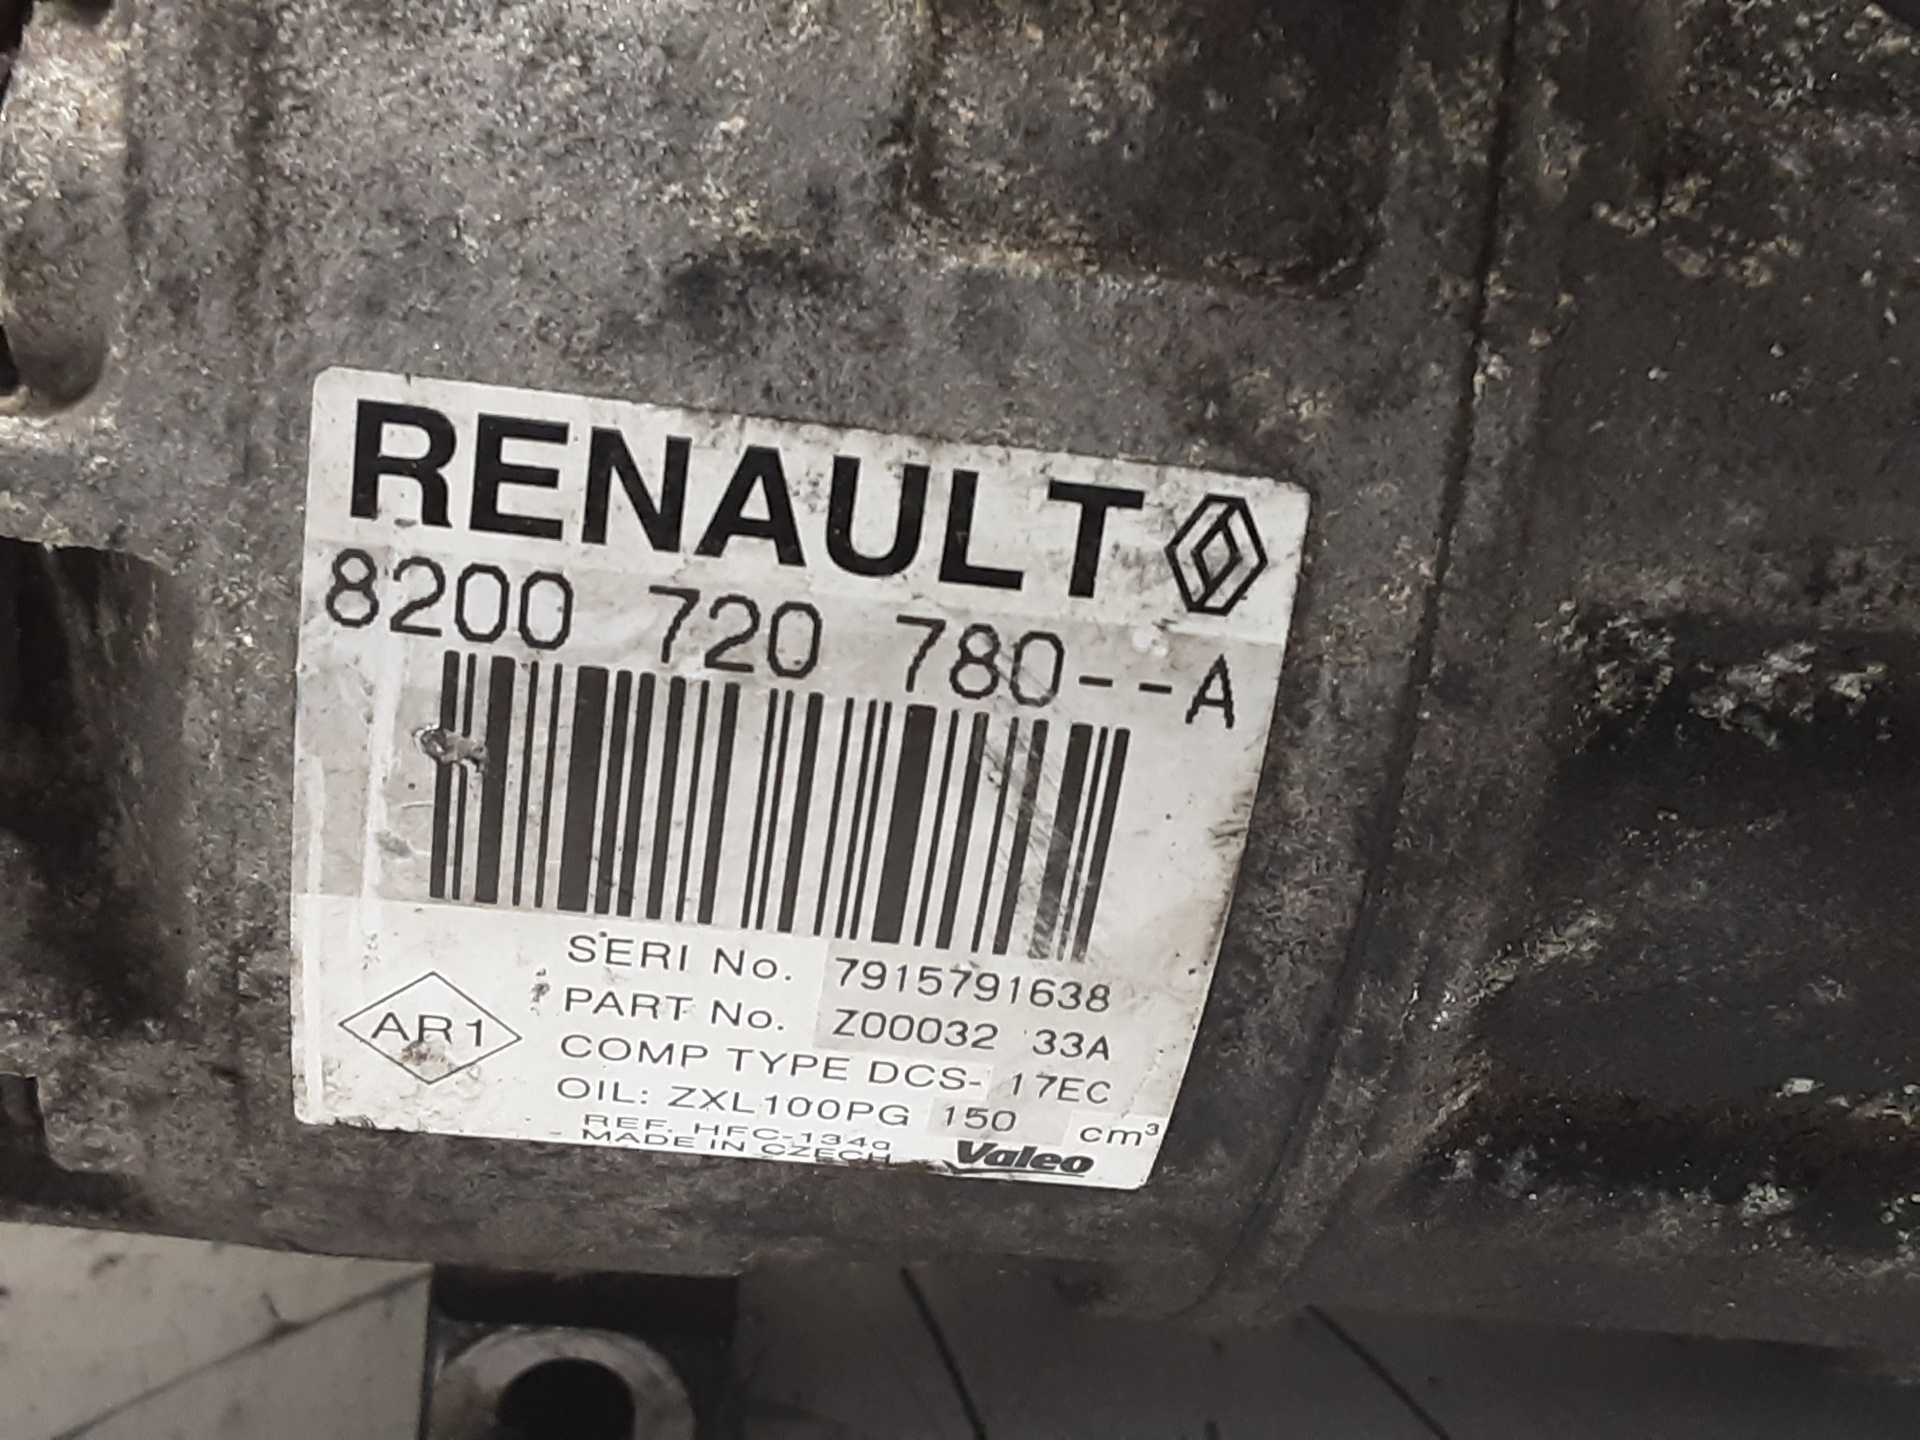 RENAULT
8200 720 780--A
SERI No. 7915791638
PART No. Z00032 33A
AR1
COMP TYPE DCS- 17EC
OIL: ZXL100PG 150 cm³
REF. HFC-134a
MADE IN CZECH
Valeo